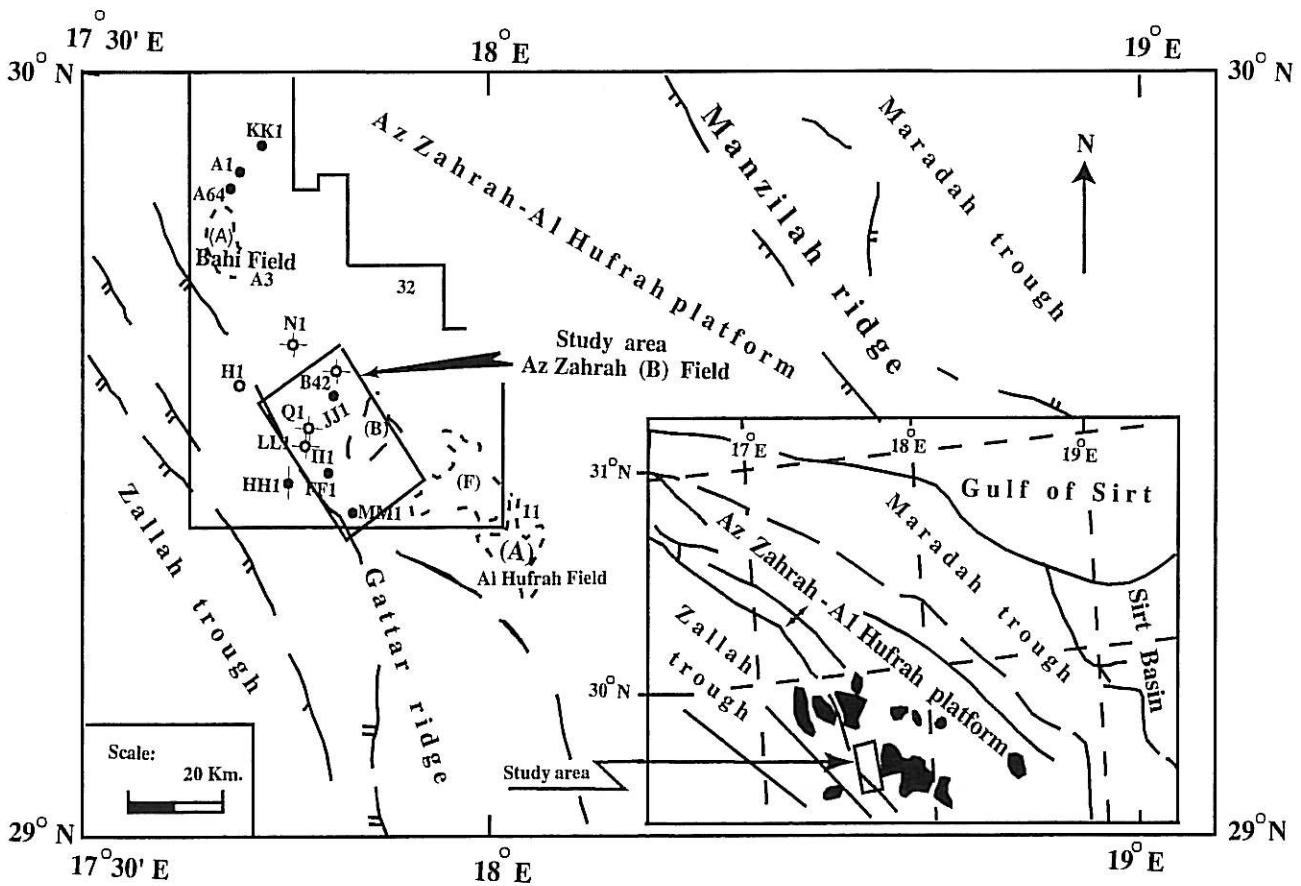 17° 30' E
18° E
19° E
30° N
30° N
KK1
A1
A64
(A)
Bahi Field
A3
32
Az Zahrah-Al Hufrah platform
Manzilah ridge
Maradah trough
N
N1
Study area
Az Zahrah (B) Field
H1
B42
JJ1
Q1
(B)
LL1
II1
HH1
FF1
MM1
(F)
11
(A)
Al Hufrah Field
Zallah trough
Gattar ridge
Scale:
20 Km.
17°E
18°E
19°E
31°N
Gulf of Sirt
Maradah trough
Az Zahrah - Al Hufrah platform
Sirt Basin
Zallah
trough
30°N
Study area
29° N
29° N
17° 30' E
18° E
19° E